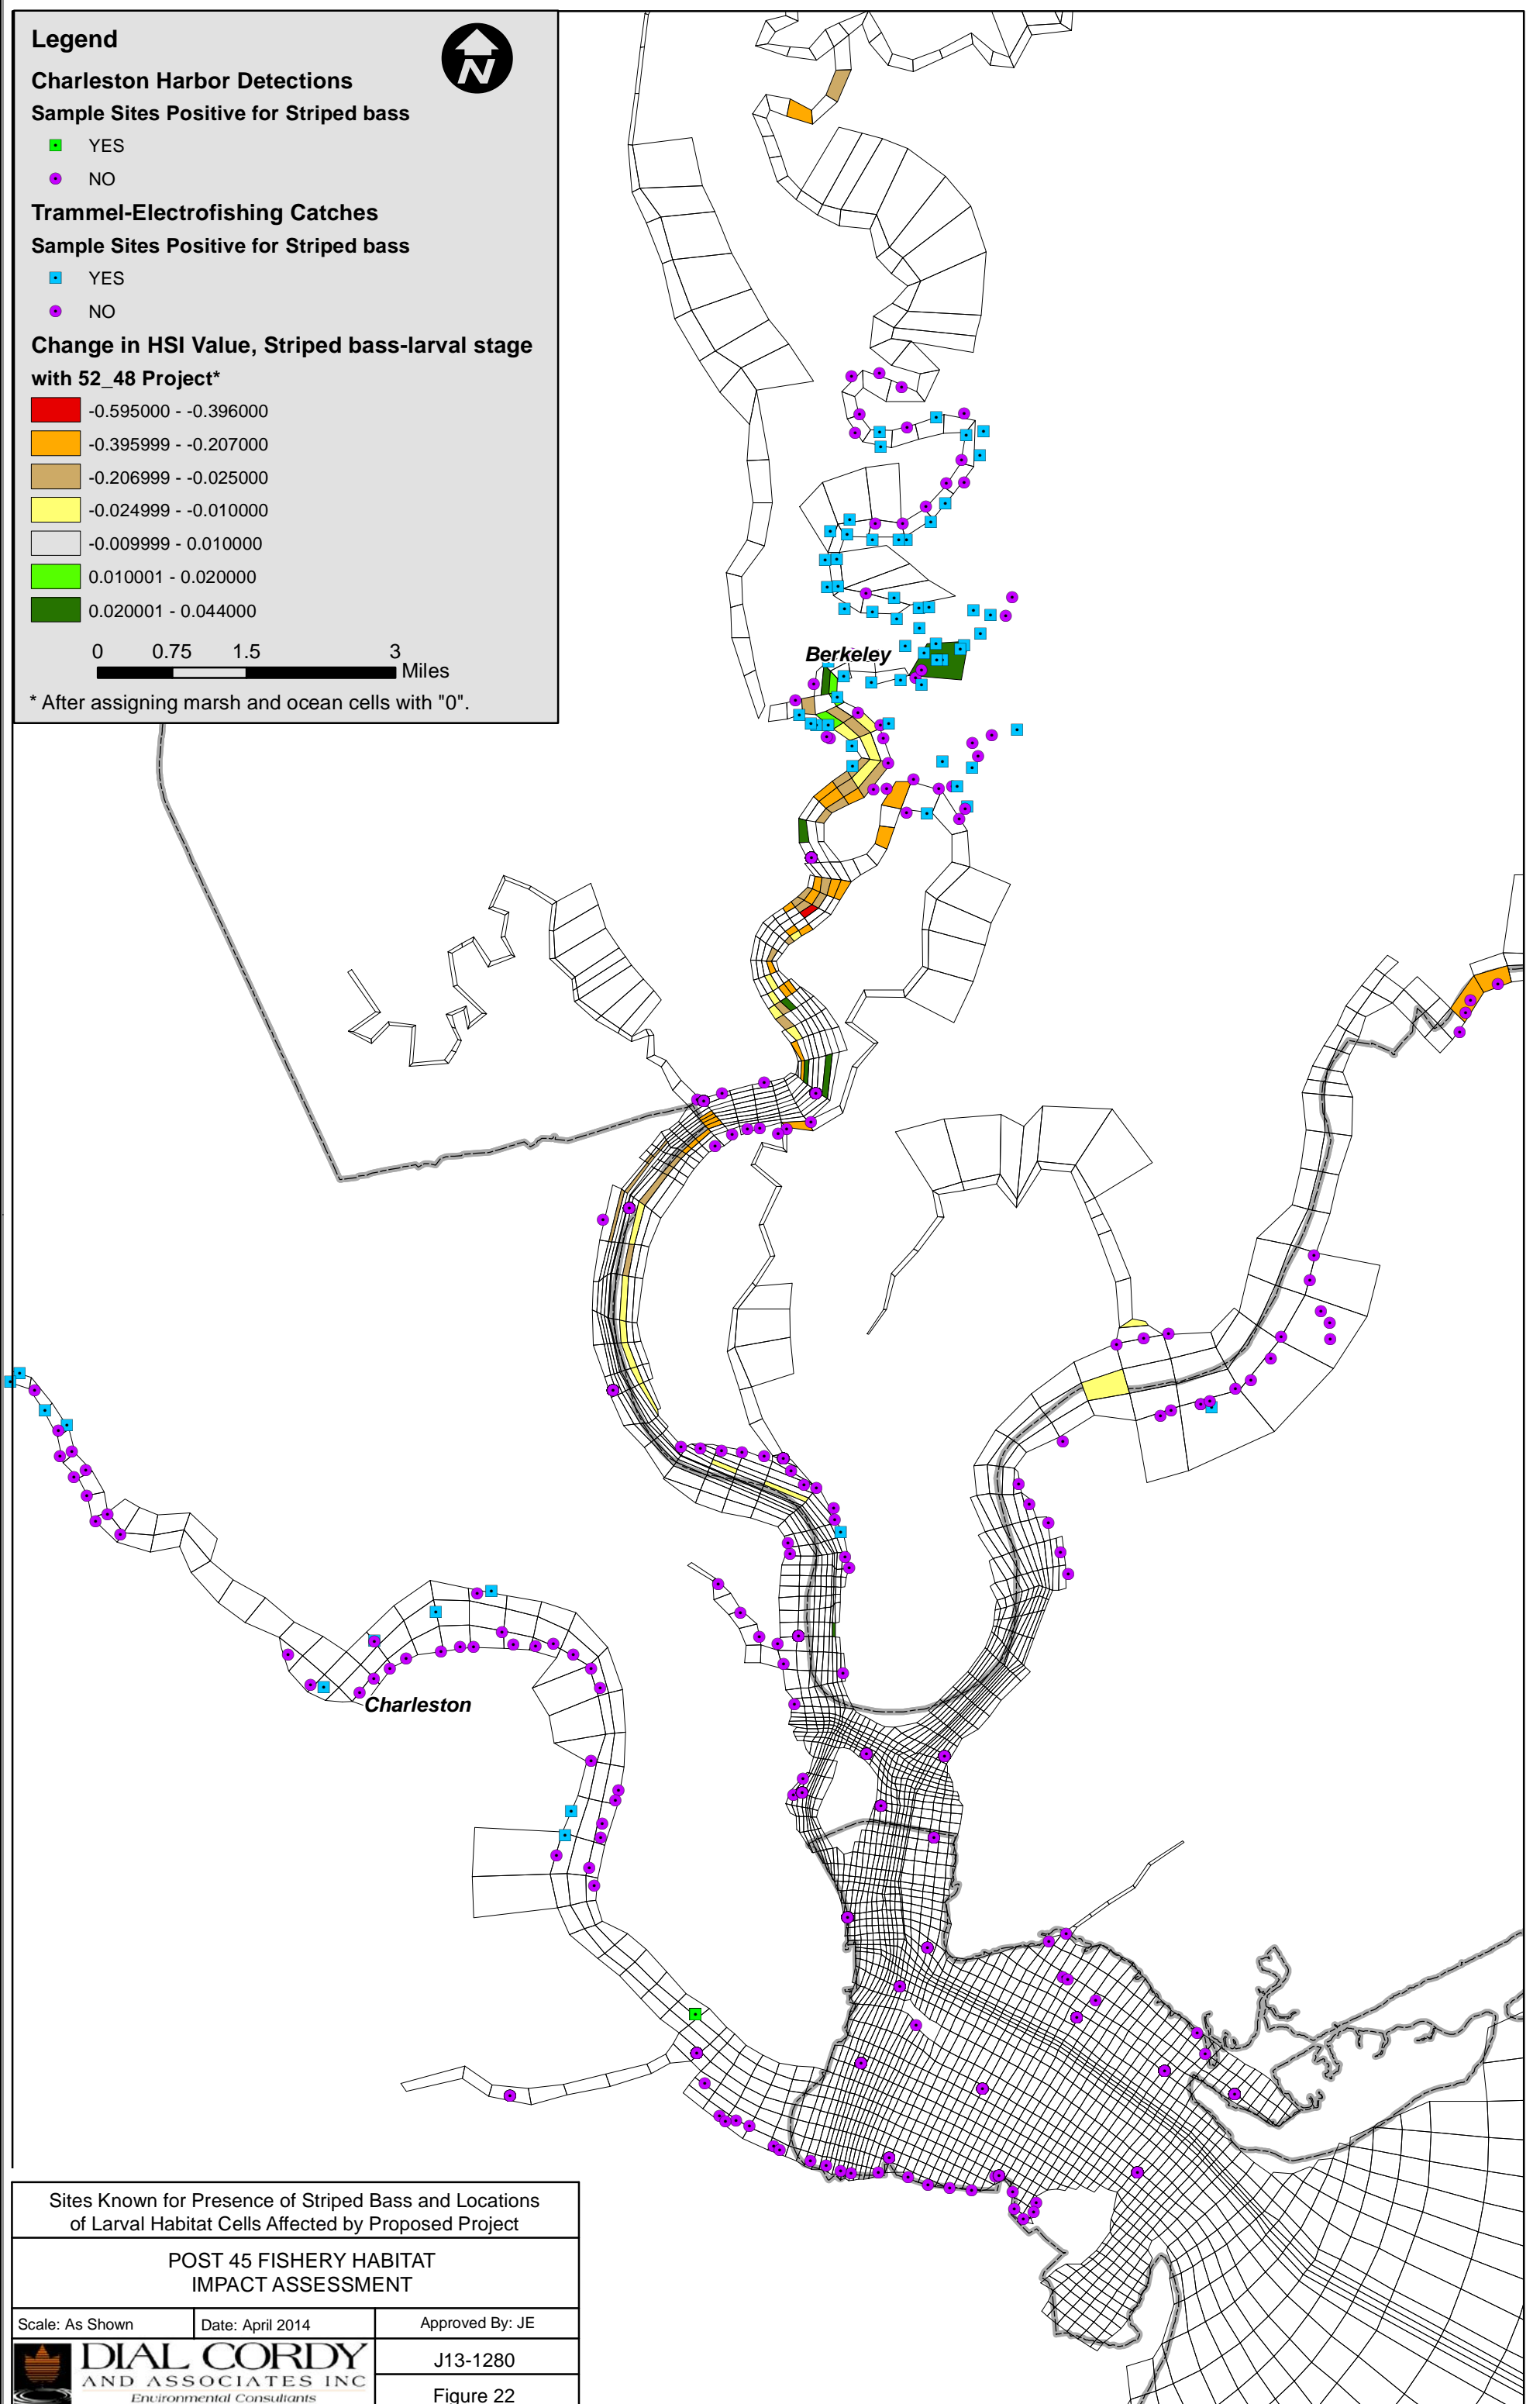 Legend
N
Charleston Harbor Detections
Sample Sites Positive for Striped bass
YES
NO
Trammel-Electrofishing Catches
Sample Sites Positive for Striped bass
YES
NO
Change in HSI Value, Striped bass-larval stage
with 52_48 Project*
-0.595000 - -0.396000
-0.395999 - -0.207000
-0.206999 - -0.025000
-0.024999 - -0.010000
-0.009999 - 0.010000
0.010001 - 0.020000
0.020001 - 0.044000
0 0.75 1.5 3
Miles
* After assigning marsh and ocean cells with "0".
Berkeley
Charleston
Sites Known for Presence of Striped Bass and Locations
of Larval Habitat Cells Affected by Proposed Project
POST 45 FISHERY HABITAT
IMPACT ASSESSMENT
Scale: As Shown
Date: April 2014
Approved By: JE
DIAL CORDY
AND ASSOCIATES INC
Environmental Consultants
J13-1280
Figure 22